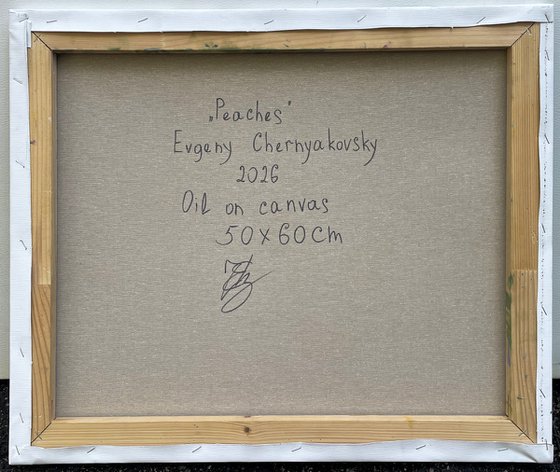 „Peaches"
Evgeny Chernyakovsky
2026
Oil on canvas
50x60cm